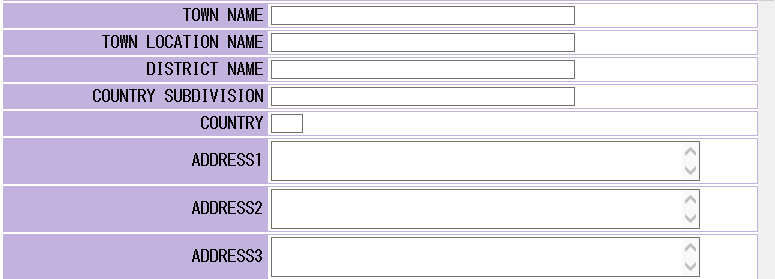 TOWN NAME
TOWN LOCATION NAME
DISTRICT NAME
COUNTRY SUBDIVISION
COUNTRY
ADDRESS1
ADDRESS2
ADDRESS3